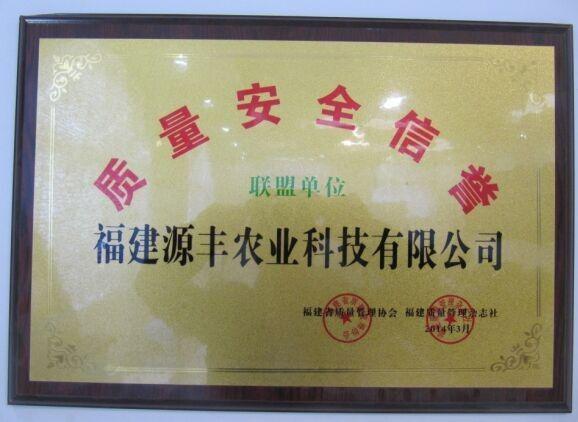 质量安全信誉
联盟单位
福建源丰农业科技有限公司
福建省质量管理协会 福建质量管理杂志社
2014年3月